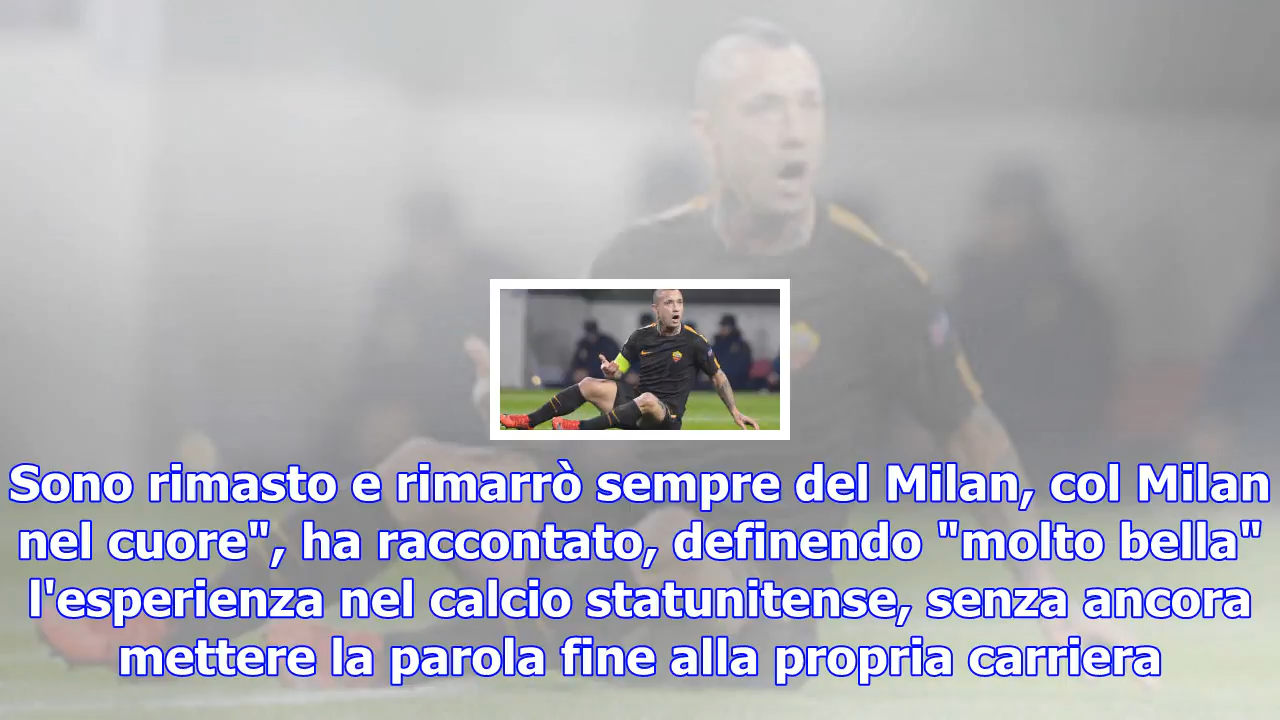 Sono rimasto e rimarrò sempre del Milan, col Milan
nel cuore", ha raccontato, definendo "molto bella"
l'esperienza nel calcio statunitense, senza ancora
mettere la parola fine alla propria carriera